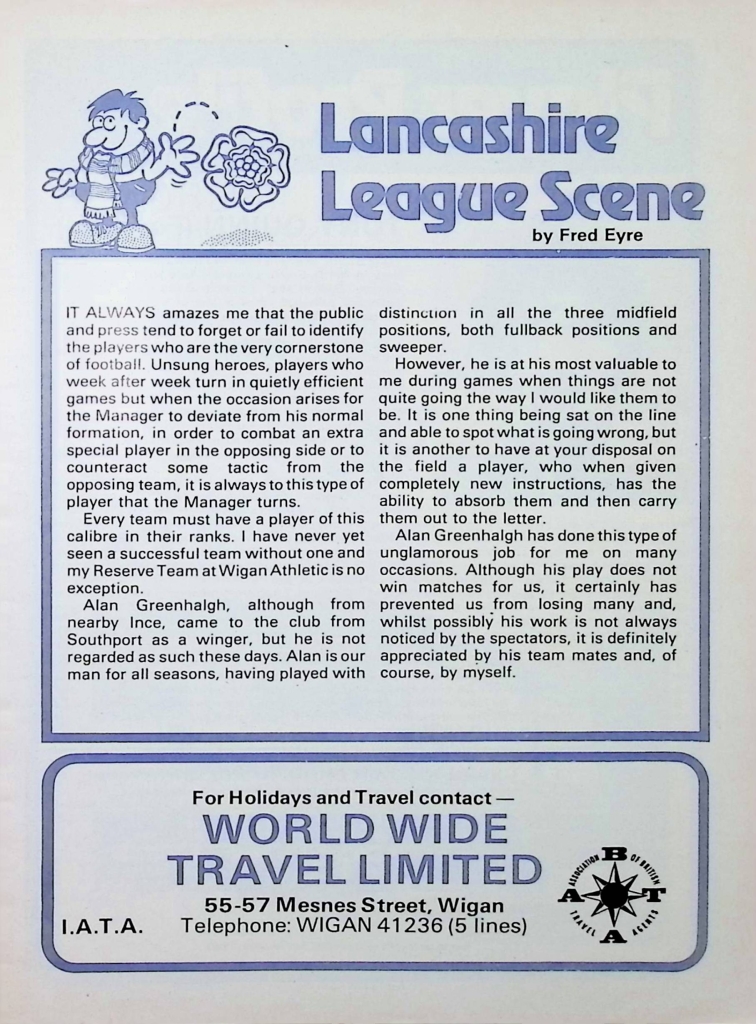 Lancashire
League Scene
by Fred Eyre
IT ALWAYS amazes me that the public
and press tend to forget or fail to identify
the players who are the very cornerstone
of football. Unsung heroes, players who
week after week turn in quietly efficient
games but when the occasion arises for
the Manager to deviate from his normal
formation, in order to combat an extra
special player in the opposing side or to
counteract some tactic from the
opposing team, it is always to this type of
player that the Manager turns.
Every team must have a player of this
calibre in their ranks. I have never yet
seen a successful team without one and
my Reserve Team at Wigan Athletic is no
exception.
Alan Greenhalgh, although from
nearby Ince, came to the club from
Southport as a winger, but he is not
regarded as such these days. Alan is our
man for all seasons, having played with
distinction in all the three midfield
positions, both fullback positions and
sweeper.
However, he is at his most valuable to
me during games when things are not
quite going the way I would like them to
be. It is one thing being sat on the line
and able to spot what is going wrong, but
it is another to have at your disposal on
the field a player, who when given
completely new instructions, has the
ability to absorb them and then carry
them out to the letter.
Alan Greenhalgh has done this type of
unglamorous job for me on many
occasions. Although his play does not
win matches for us, it certainly has
prevented us from losing many and,
whilst possibly his work is not always
noticed by the spectators, it is definitely
appreciated by his team mates and, of
course, by myself.
For Holidays and Travel contact —
WORLD WIDE
TRAVEL LIMITED
55-57 Mesnes Street, Wigan
I.A.T.A. Telephone: WIGAN 41236 (5 lines)
ASSOCIATION OF BRITISH
TRAVEL AGENTS
A B T A